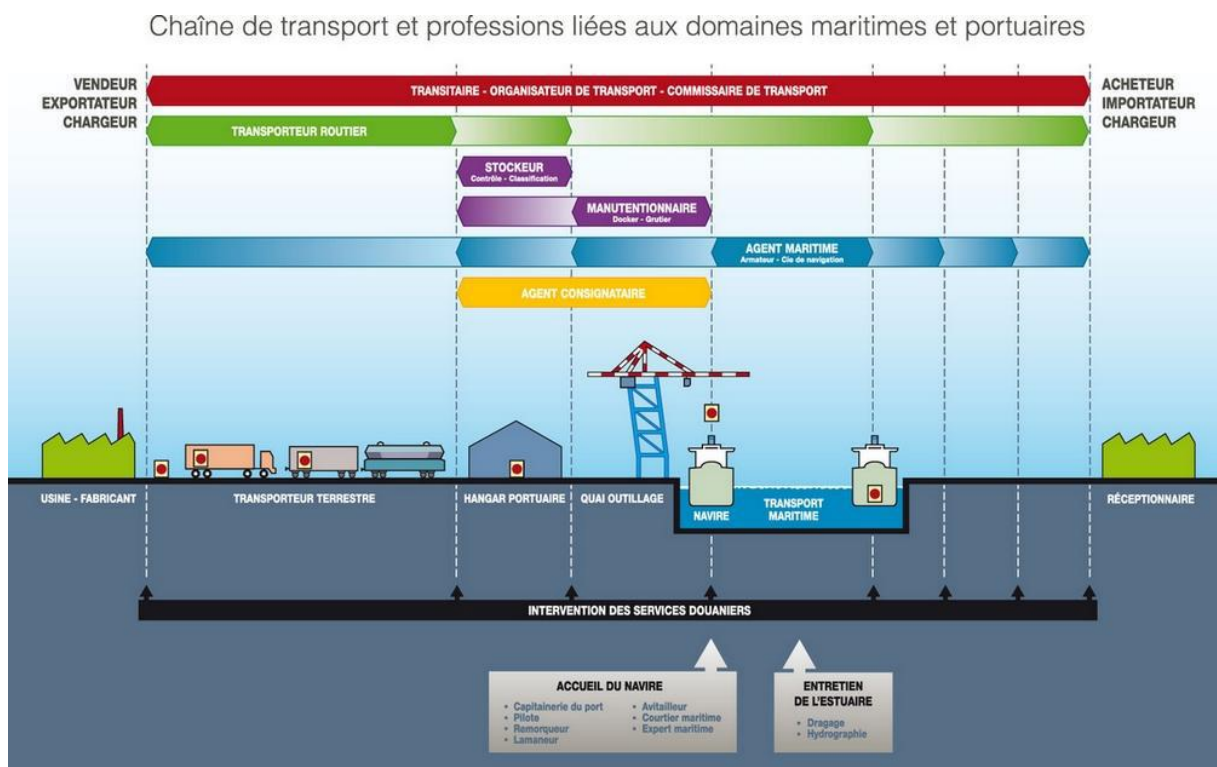 Chaîne de transport et professions liées aux domaines maritimes et portuaires
VENDEUR
EXPORTATEUR
CHARGEUR
ACHETEUR
IMPORTATEUR
CHARGEUR
TRANSITAIRE - ORGANISATEUR DE TRANSPORT - COMMISSAIRE DE TRANSPORT
TRANSPORTEUR ROUTIER
STOCKEUR
Contrôle - Classification
MANUTENTIONNAIRE
Docker - Grutier
AGENT MARITIME
Armateur - Cie de navigation
AGENT CONSIGNATAIRE
USINE - FABRICANT
TRANSPORTEUR TERRESTRE
HANGAR PORTUAIRE
QUAI OUTILLAGE
NAVIRE
TRANSPORT
MARITIME
RÉCEPTIONNAIRE
INTERVENTION DES SERVICES DOUANIERS
ACCUEIL DU NAVIRE
• Capitainerie du port
• Pilote
• Remorqueur
• Lamaneur
• Avitailleur
• Courtier maritime
• Expert maritime
ENTRETIEN
DE L'ESTUAIRE
• Dragage
• Hydrographie